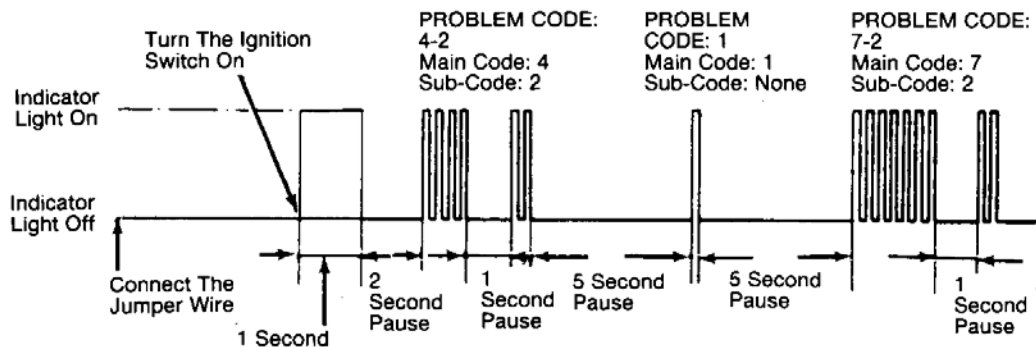 Turn The Ignition
Switch On
PROBLEM CODE:
4-2
Main Code: 4
Sub-Code: 2
PROBLEM
CODE: 1
Main Code: 1
Sub-Code: None
PROBLEM CODE:
7-2
Main Code: 7
Sub-Code: 2
Indicator
Light On
Indicator
Light Off
Connect The
Jumper Wire
1 Second
2
Second
Pause
1
Second
Pause
5 Second
Pause
5 Second
Pause
1
Second
Pause